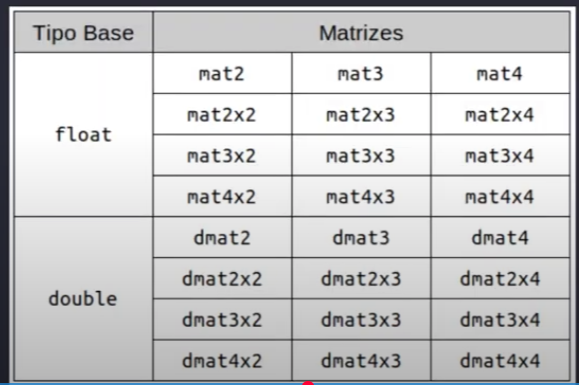 Tipo Base Matrizes
float
mat2 mat3 mat4
mat2x2 mat2x3 mat2x4
mat3x2 mat3x3 mat3x4
mat4x2 mat4x3 mat4x4
double
dmat2 dmat3 dmat4
dmat2x2 dmat2x3 dmat2x4
dmat3x2 dmat3x3 dmat3x4
dmat4x2 dmat4x3 dmat4x4